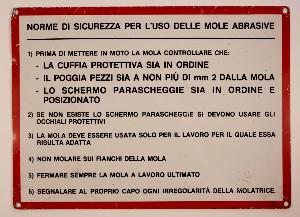 NORME DI SICUREZZA PER L'USO DELLE MOLE ABRASIVE
1) PRIMA DI METTERE IN MOTO LA MOLA CONTROLLARE CHE:
- LA CUFFIA PROTETTIVA SIA IN ORDINE
- IL POGGIA PEZZI SIA A NON PIÙ DI mm 2 DALLA MOLA
- LO SCHERMO PARASCHEGGIE SIA IN ORDINE E
POSIZIONATO
2) SE NON ESISTE LO SCHERMO PARASCHEGGIE SI DEVONO USARE GLI
OCCHIALI PROTETTIVI
3) LA MOLA DEVE ESSERE USATA SOLO PER IL LAVORO PER IL QUALE ESSA
RISULTA ADATTA
4) NON MOLARE SUI FIANCHI DELLA MOLA
5) FERMARE SEMPRE LA MOLA A LAVORO ULTIMATO
6) SEGNALARE AL PROPRIO CAPO OGNI IRREGOLARITÀ DELLA MOLATRICE.